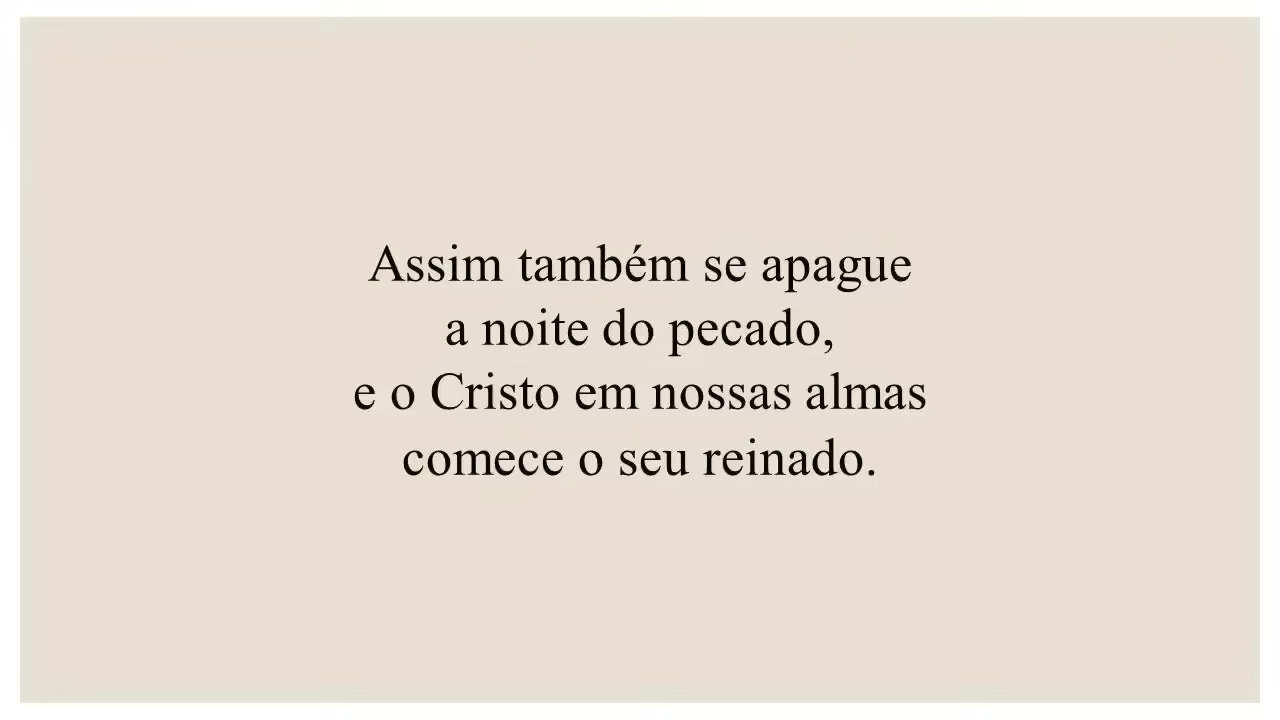 Assim também se apague
a noite do pecado,
e o Cristo em nossas almas
comece o seu reinado.